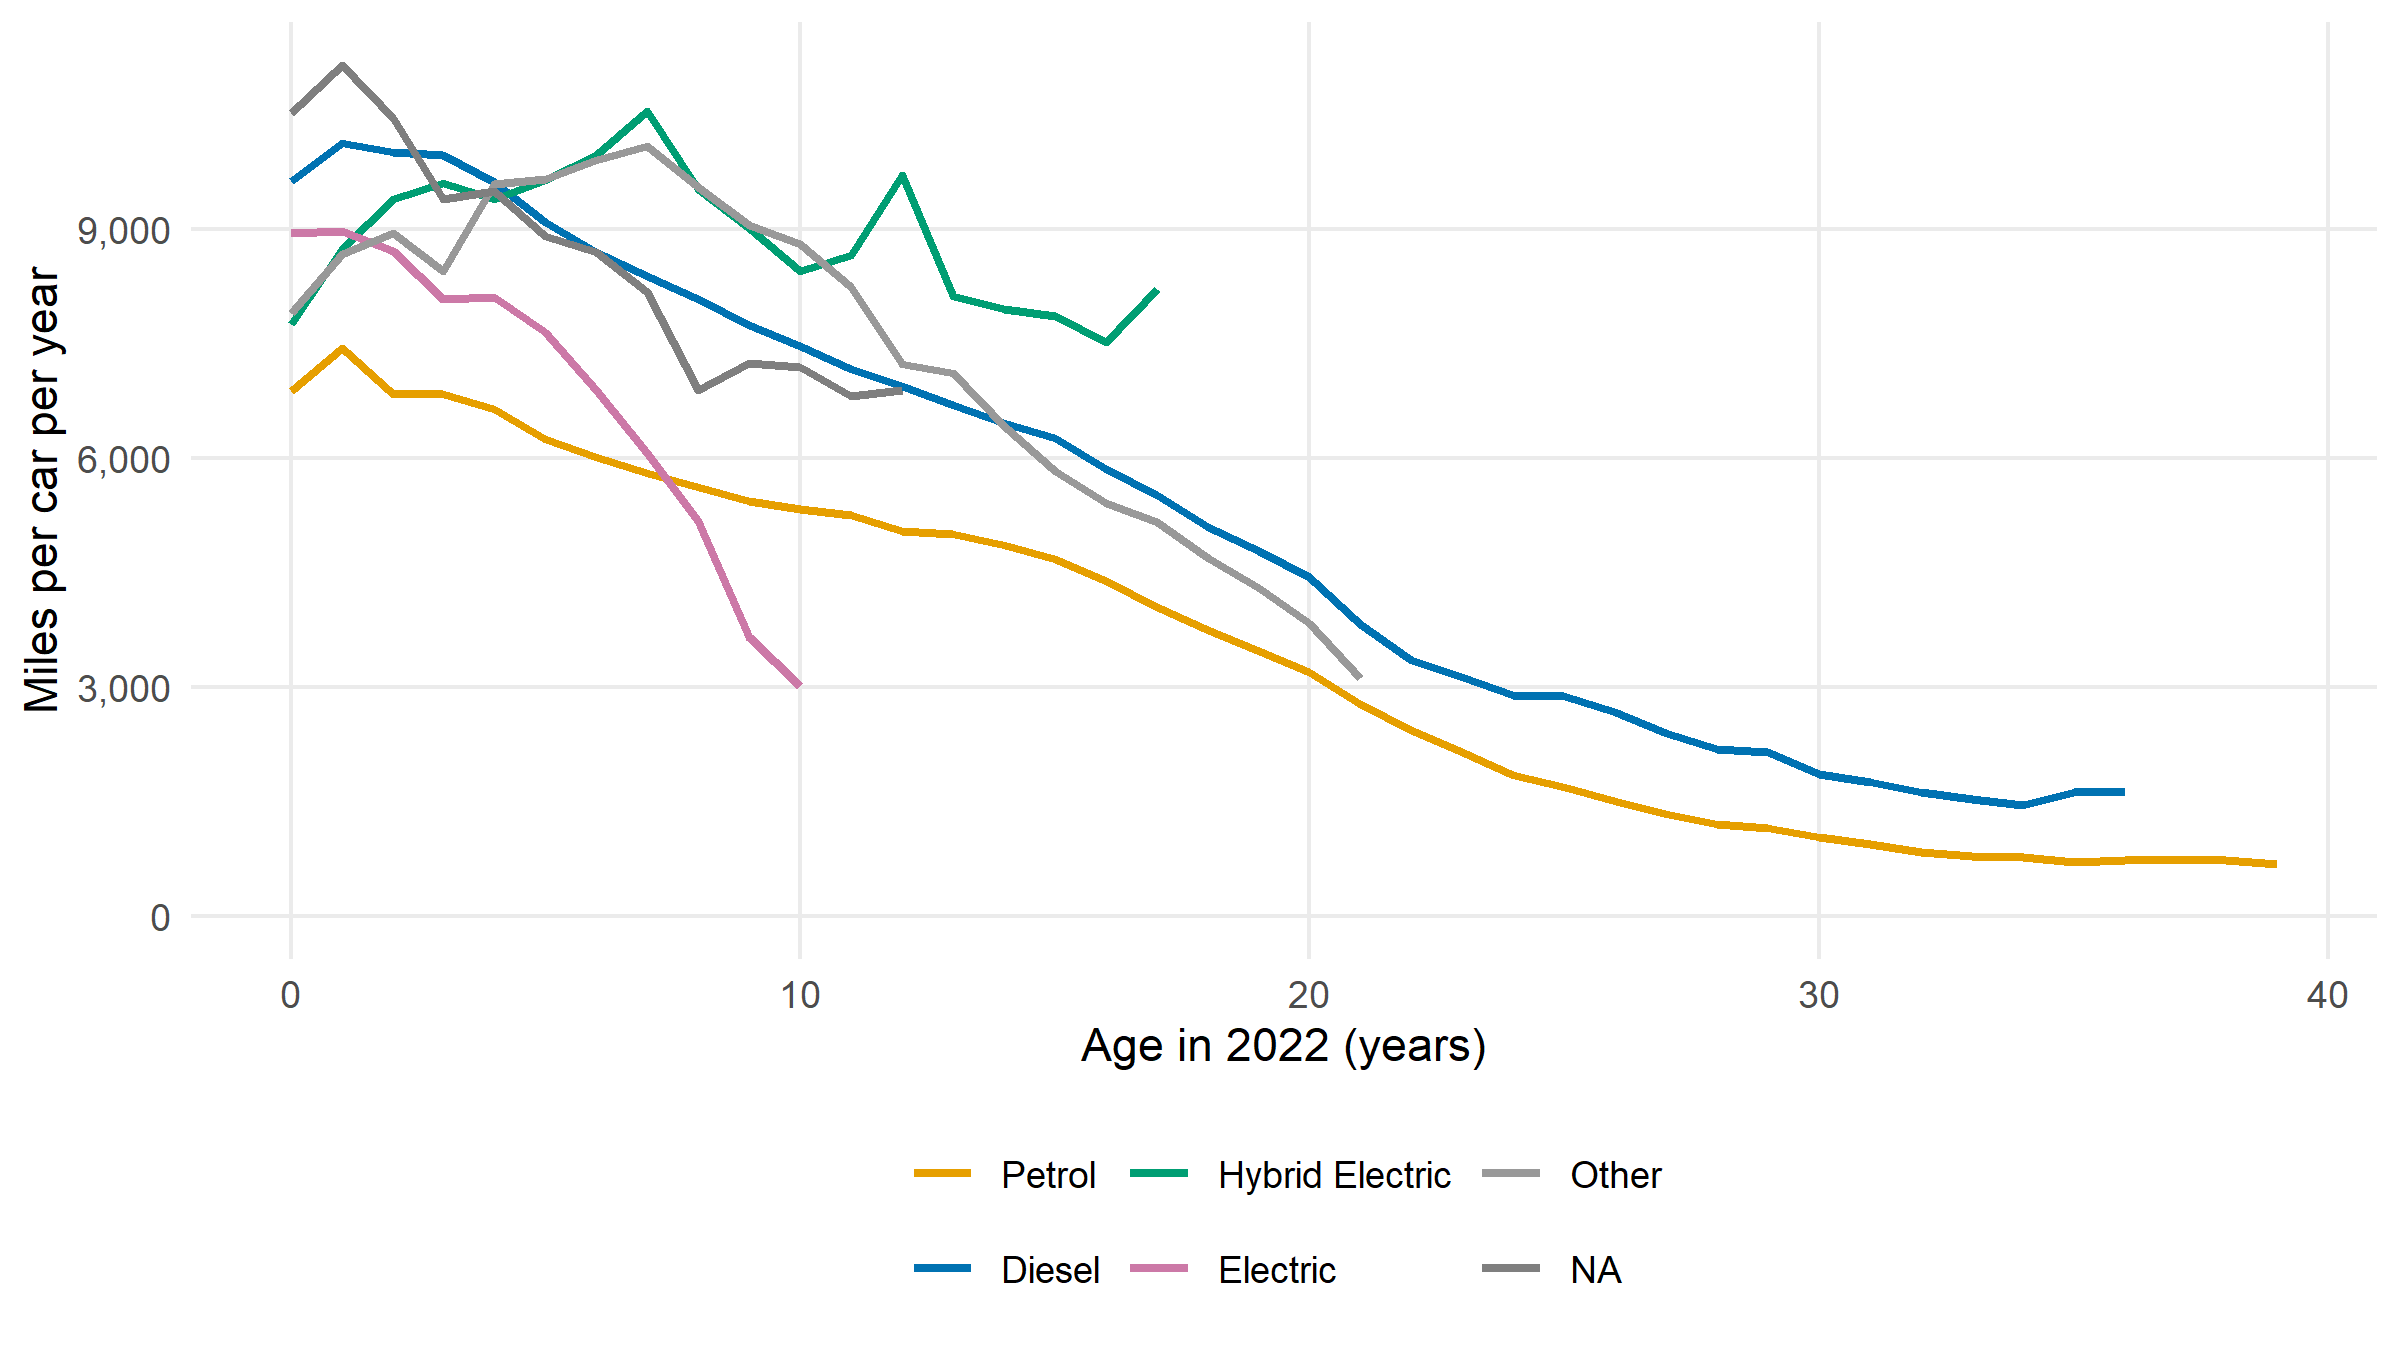 Miles per car per year
9,000
6,000
3,000
0
0 10 20 30 40
Age in 2022 (years)
Petrol Hybrid Electric Other
Diesel Electric NA